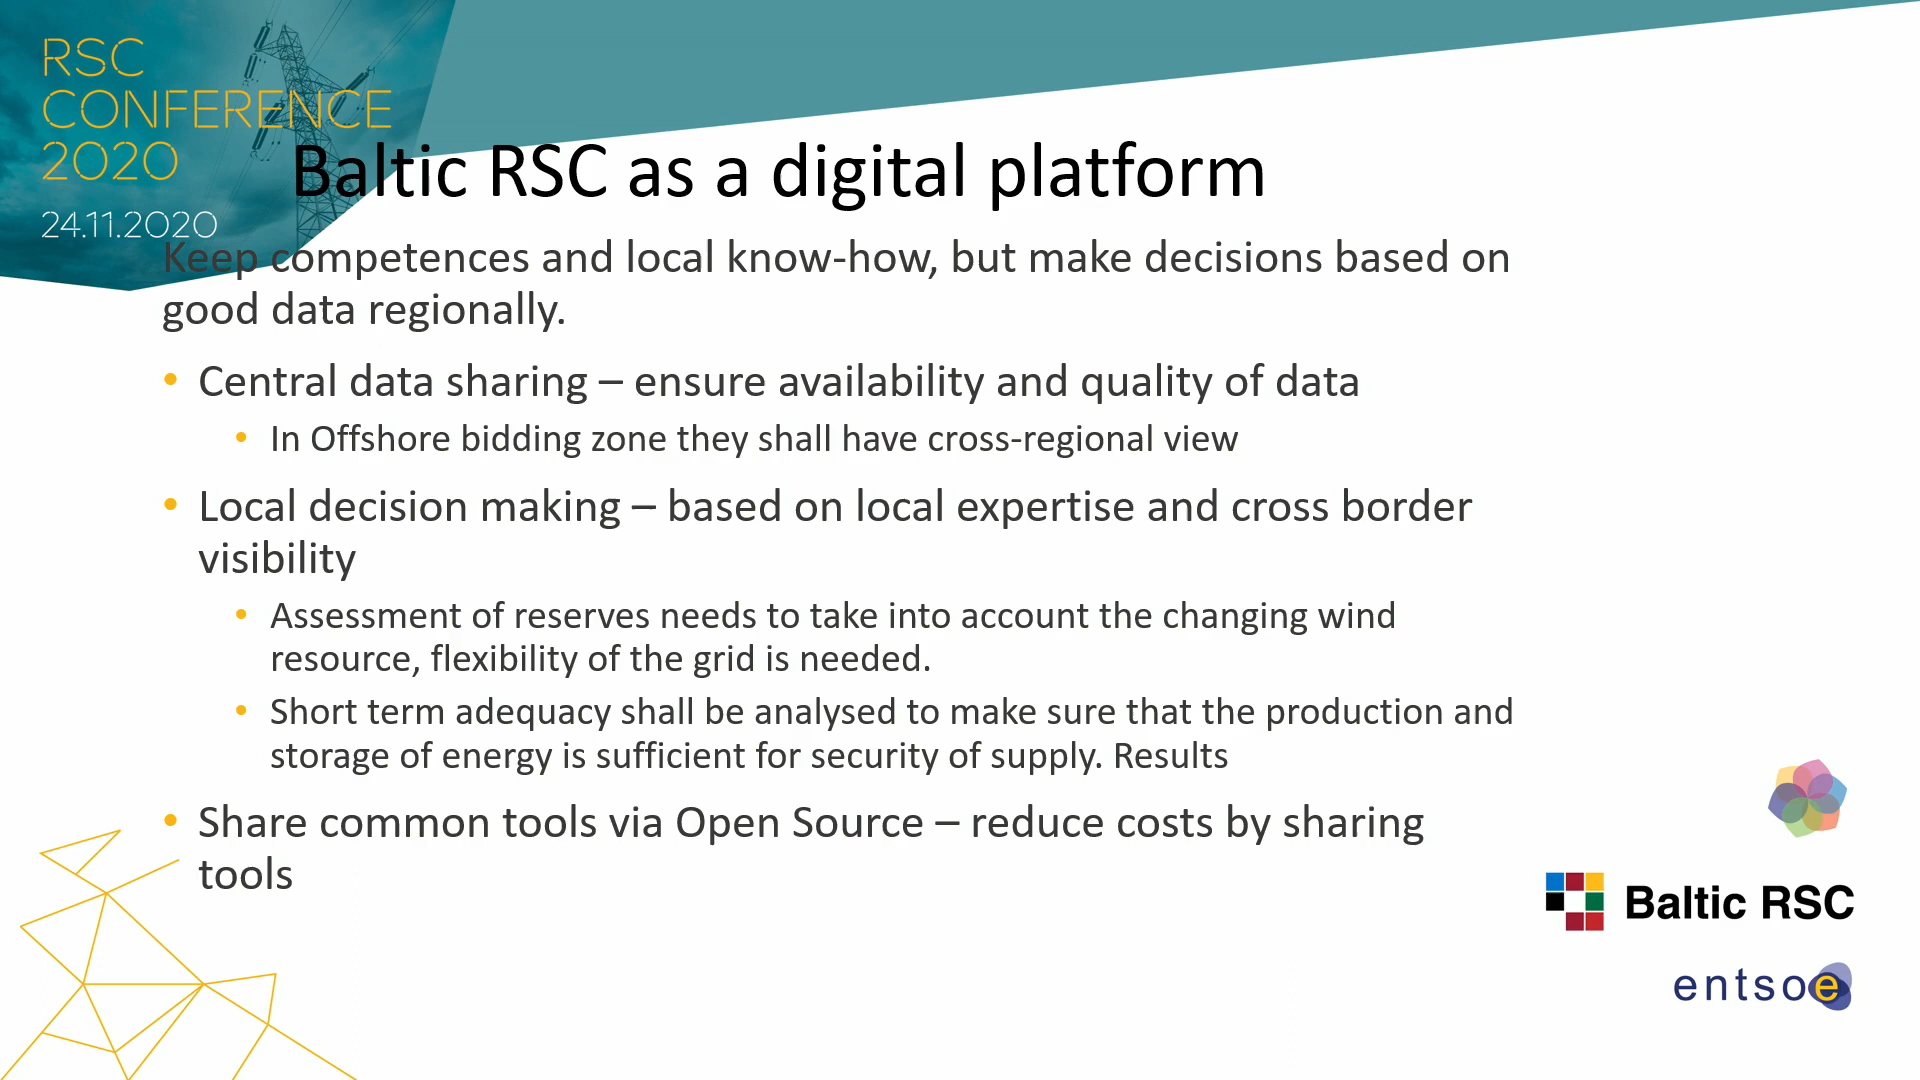 RSC
CONFERENCE
2020
24.11.2020
Baltic RSC as a digital platform
Keep competences and local know-how, but make decisions based on
good data regionally.
• Central data sharing – ensure availability and quality of data
• In Offshore bidding zone they shall have cross-regional view
• Local decision making – based on local expertise and cross border
visibility
• Assessment of reserves needs to take into account the changing wind
resource, flexibility of the grid is needed.
• Short term adequacy shall be analysed to make sure that the production and
storage of energy is sufficient for security of supply. Results
• Share common tools via Open Source – reduce costs by sharing
tools
Baltic RSC
entsoe